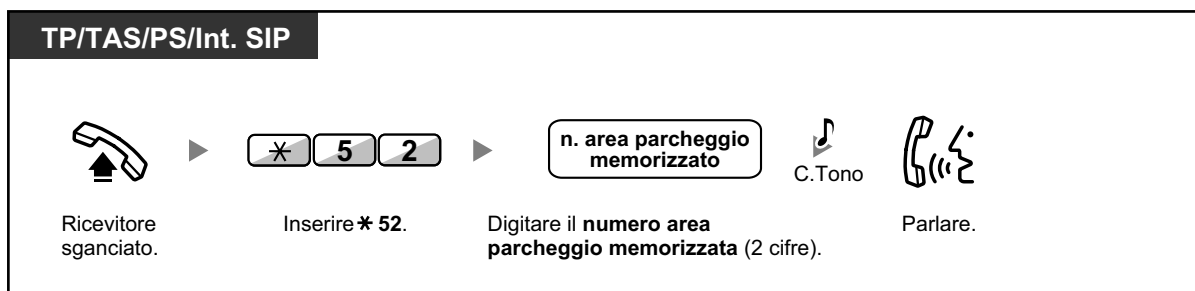 TP/TAS/PS/Int. SIP
* 5 2
n. area parcheggio
memorizzato
C.Tono
Ricevitore
sganciato.
Inserire * 52.
Digitare il numero area
parcheggio memorizzata (2 cifre).
Parlare.